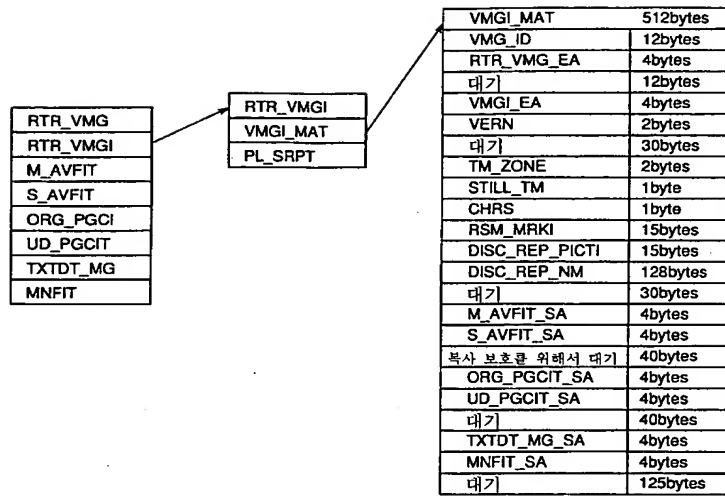 RTR_VMG
RTR_VMGI
M_AVFIT
S_AVFIT
ORG_PGCI
UD_PGCIT
TXTDT_MG
MNFIT
RTR_VMGI
VMGI_MAT
PL_SRPT
VMGI_MAT 512bytes
VMG_ID 12bytes
RTR_VMG_EA 4bytes
대기 12bytes
VMGI_EA 4bytes
VERN 2bytes
대기 30bytes
TM_ZONE 2bytes
STILL_TM 1byte
CHRS 1byte
RSM_MRKI 15bytes
DISC_REP_PICTI 15bytes
DISC_REP_NM 128bytes
대기 30bytes
M_AVFIT_SA 4bytes
S_AVFIT_SA 4bytes
복사 보호를 위해서 대기 40bytes
ORG_PGCIT_SA 4bytes
UD_PGCIT_SA 4bytes
대기 40bytes
TXTDT_MG_SA 4bytes
MNFIT_SA 4bytes
대기 125bytes